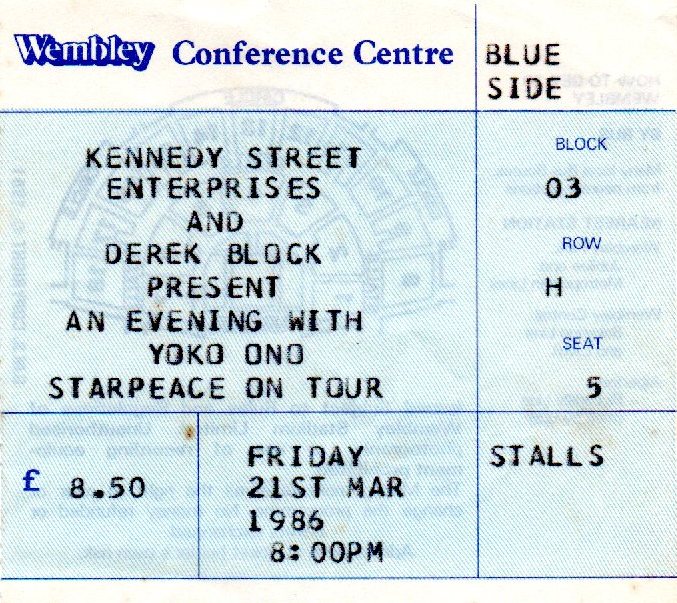 Wembley Conference Centre
KENNEDY STREET
ENTERPRISES
AND
DEREK BLOCK
PRESENT
AN EVENING WITH
YOKO ONO
STARPEACE ON TOUR
£ 8.50
FRIDAY
21ST MAR
1986
8:00PM
BLUE
SIDE
BLOCK
03
ROW
H
SEAT
5
STALLS